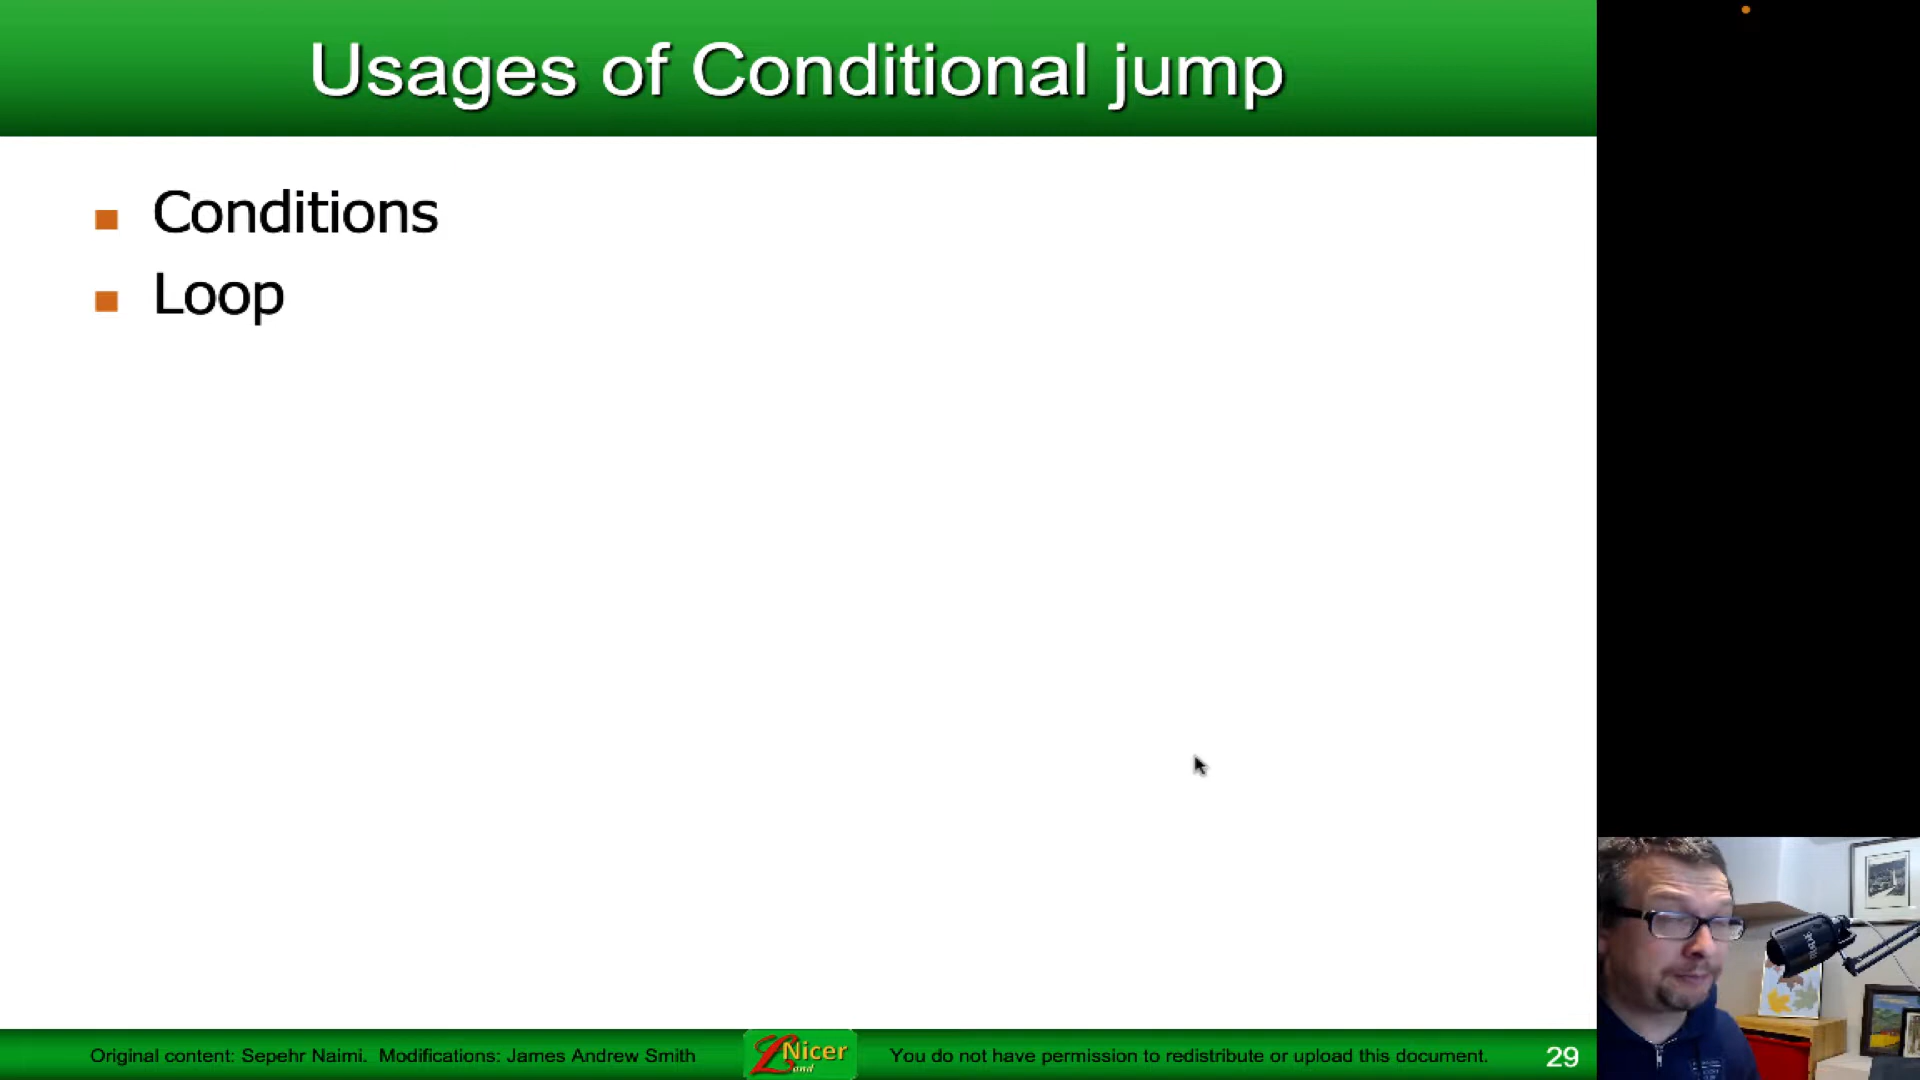 Usages of Conditional jump
Conditions
Loop
Original content: Sepehr Naimi.  Modifications: James Andrew Smith
Nicer
Land
You do not have permission to redistribute or upload this document.
29